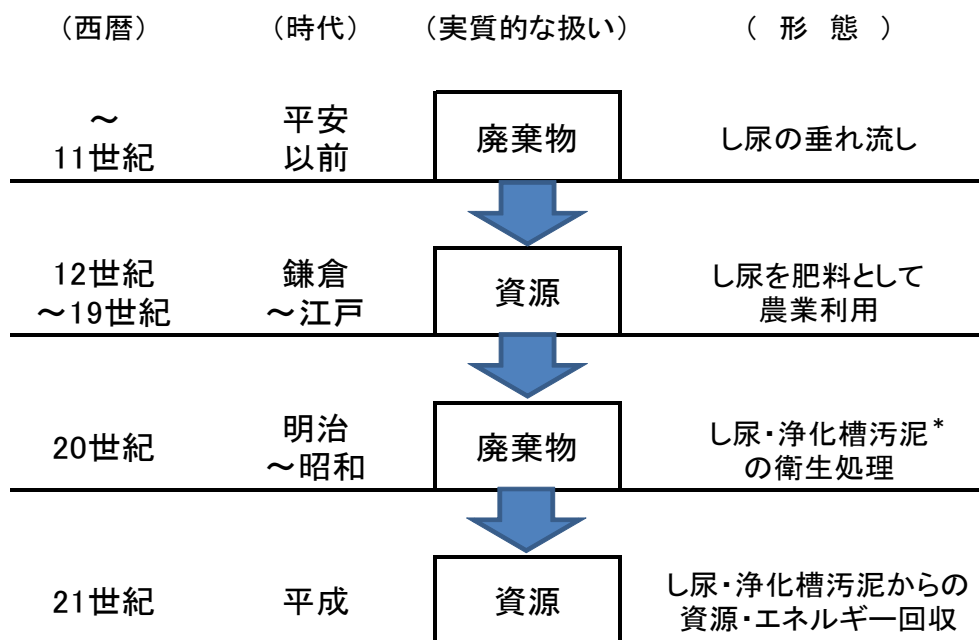 （西暦） （時代） （実質的な扱い） （ 形 態 ）
～ 平安
11世紀 以前 廃棄物 し尿の垂れ流し
12世紀 鎌倉 資源 し尿を肥料として
～19世紀 ～江戸 農業利用
20世紀 明治 廃棄物 し尿・浄化槽汚泥*
～昭和 の衛生処理
21世紀 平成 資源 し尿・浄化槽汚泥からの
資源・エネルギー回収